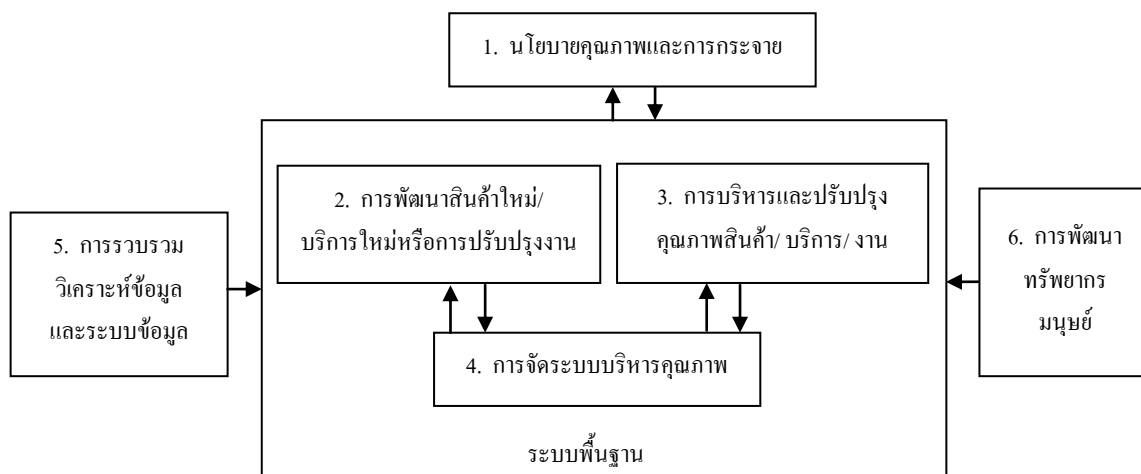 1. นโยบายคุณภาพและการกระจาย
2. การพัฒนาสินค้าใหม่/
บริการใหม่หรือการปรับปรุงงาน
3. การบริหารและปรับปรุง
คุณภาพสินค้า/ บริการ/ งาน
5. การรวบรวม
วิเคราะห์ข้อมูล
และระบบข้อมูล
6. การพัฒนา
ทรัพยากร
มนุษย์
4. การจัดระบบบริหารคุณภาพ
ระบบพื้นฐาน